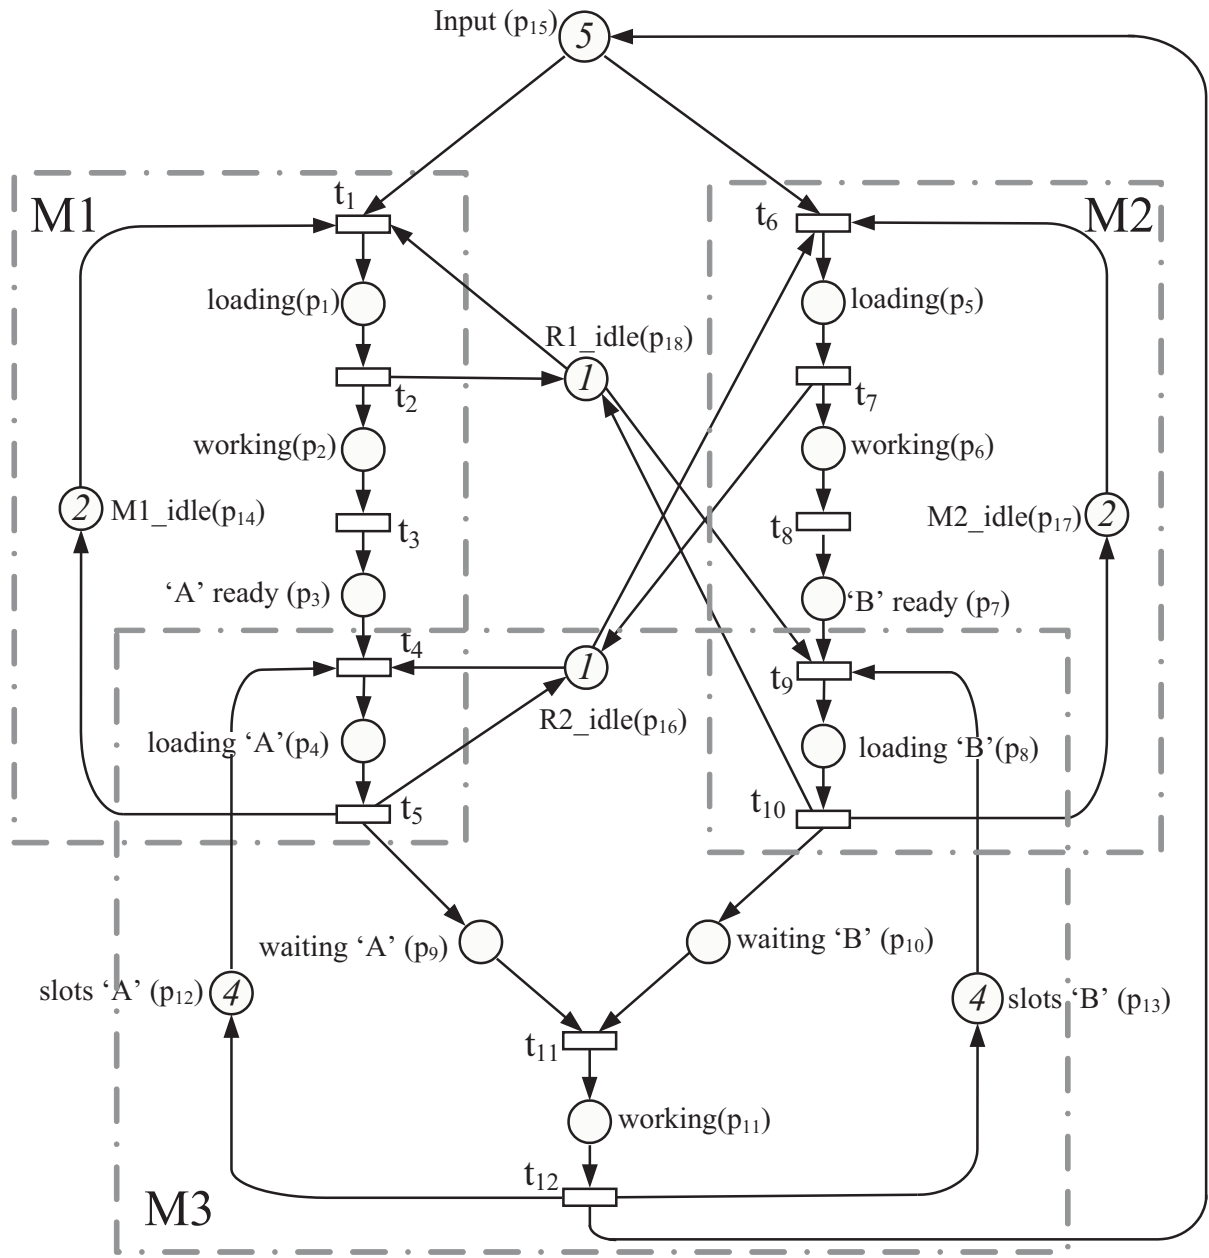 Input (p15)
5
M1
t1
t6
M2
loading(p1)
loading(p5)
R1_idle(p18)
1
t2
t7
working(p2)
working(p6)
2
M1_idle(p14)
M2_idle(p17)
2
t3
t8
‘A’ ready (p3)
‘B’ ready (p7)
t4
1
t9
R2_idle(p16)
loading ‘A’(p4)
loading ‘B’(p8)
t5
t10
waiting ‘A’ (p9)
waiting ‘B’ (p10)
slots ‘A’ (p12)
4
4
slots ‘B’ (p13)
t11
working(p11)
t12
M3